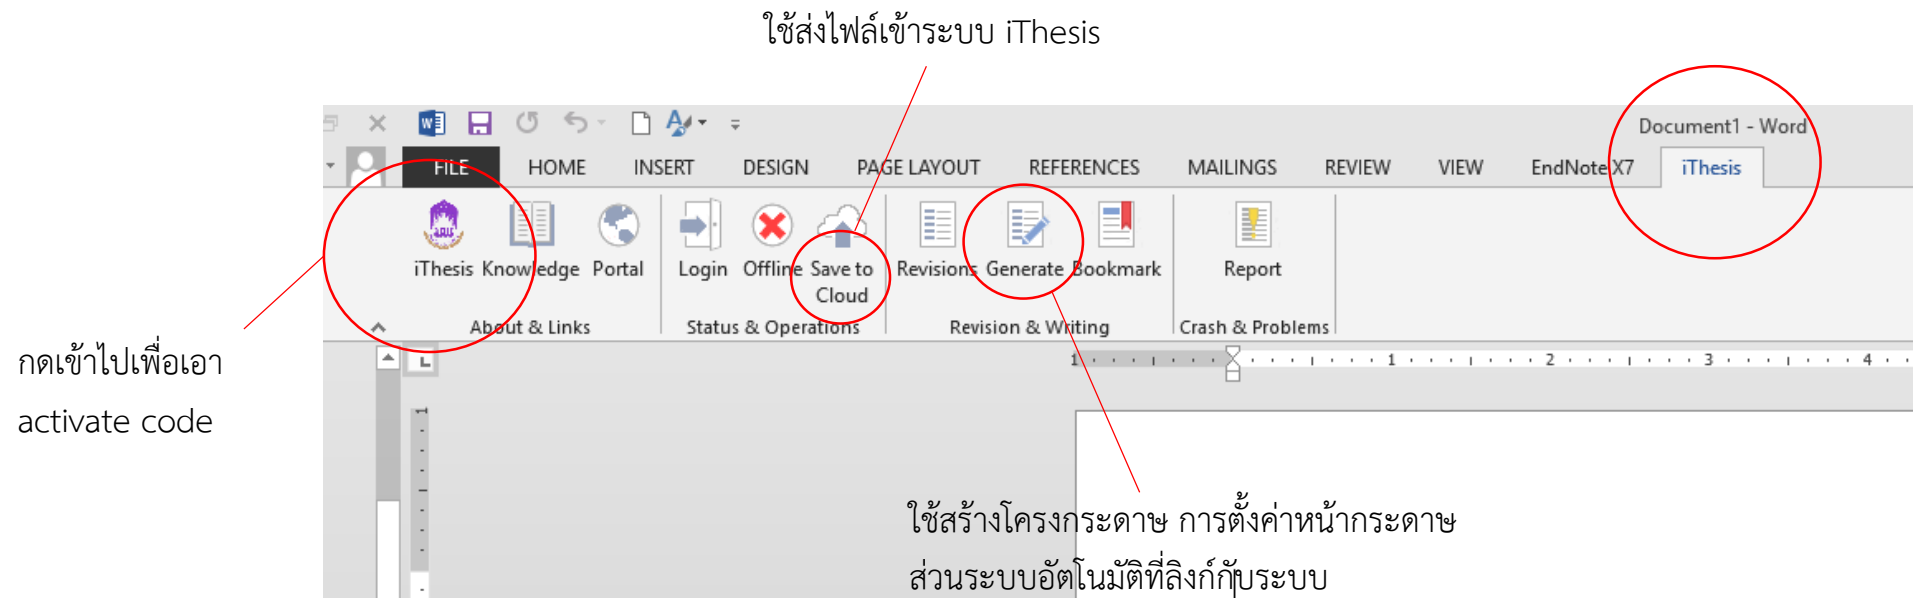 ใช้ส่งไฟล์เข้าระบบ iThesis
Document1 - Word
FILE HOME INSERT DESIGN PAGE LAYOUT REFERENCES MAILINGS REVIEW VIEW EndNote X7 iThesis
iThesis Knowledge Portal Login Offline Save to Cloud Revisions Generate Bookmark Report
About & Links Status & Operations Revision & Writing Crash & Problems
กดเข้าไปเพื่อเอา
activate code
1 1 2 3 4
1
ใช้สร้างโครงกระดาษ การตั้งค่าหน้ากระดาษ
ส่วนระบบอัตโนมัติที่ลิงก์กับระบบ